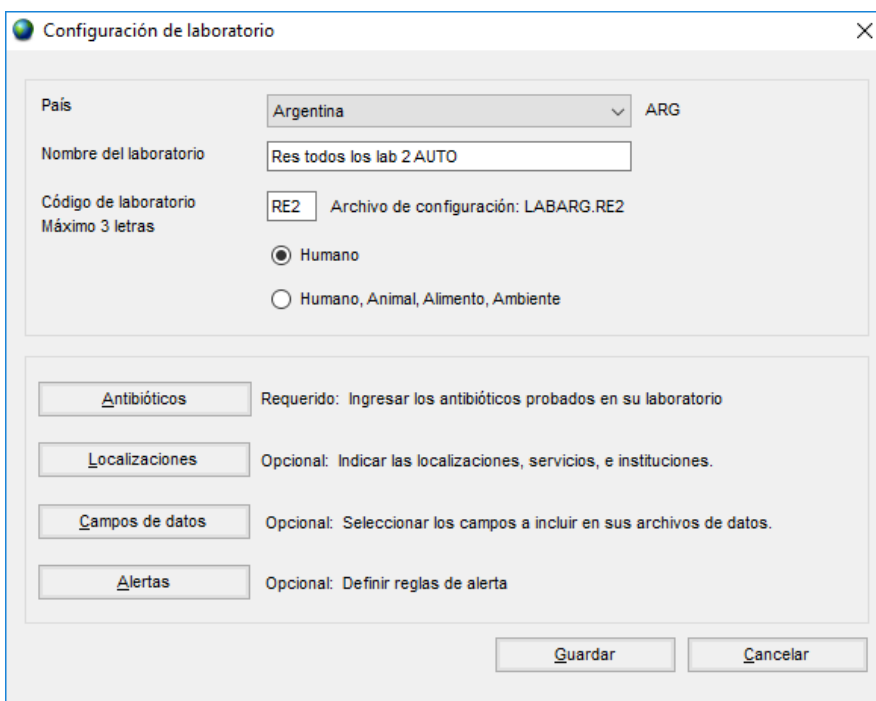 Configuración de laboratorio
País
Argentina
ARG
Nombre del laboratorio
Res todos los lab 2 AUTO
Código de laboratorio
Máximo 3 letras
RE2
Archivo de configuración: LABARG.RE2
Humano
Humano, Animal, Alimento, Ambiente
Antibióticos
Requerido: Ingresar los antibióticos probados en su laboratorio
Localizaciones
Opcional: Indicar las localizaciones, servicios, e instituciones.
Campos de datos
Opcional: Seleccionar los campos a incluir en sus archivos de datos.
Alertas
Opcional: Definir reglas de alerta
Guardar
Cancelar